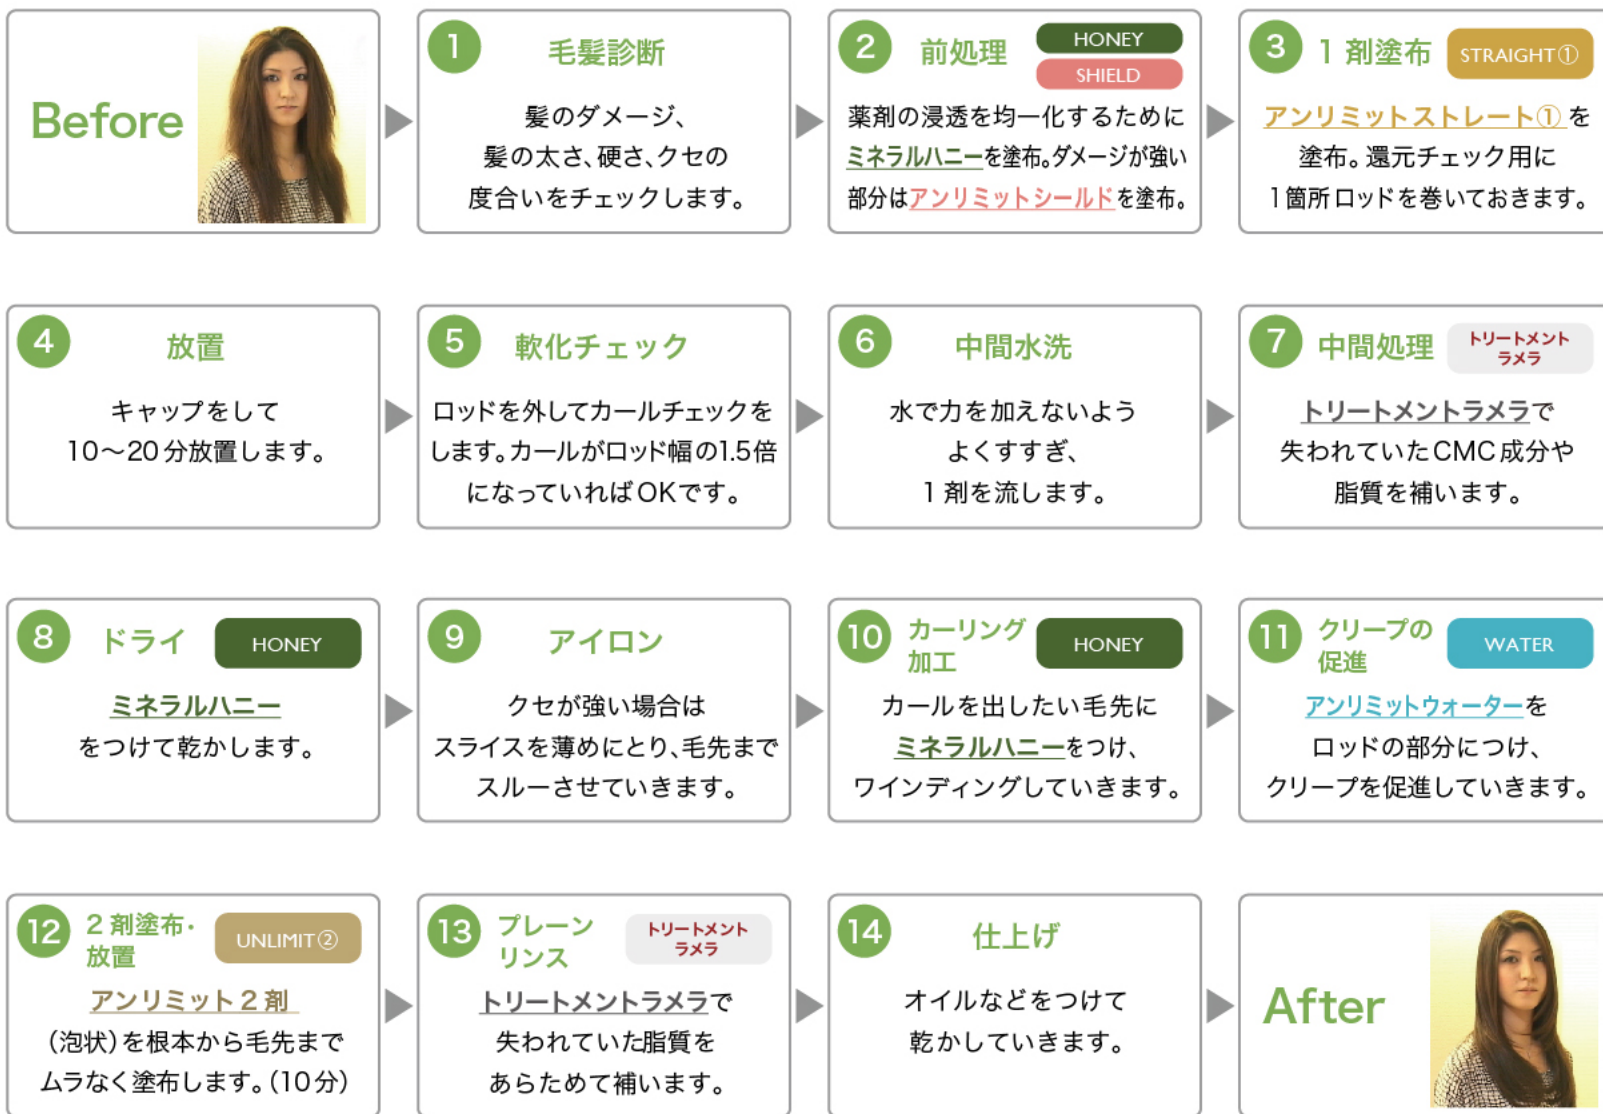 Before
1 毛髪診断
髪のダメージ、
髪の太さ、硬さ、クセの
度合いをチェックします。
2 前処理
HONEY
SHIELD
薬剤の浸透を均一化するために
ミネラルハニーを塗布。ダメージが強い
部分はアンリミットシールドを塗布。
3 1 剤塗布
STRAIGHT①
アンリミットストレート① を
塗布。還元チェック用に
1箇所ロッドを巻いておきます。
4 放置
キャップをして
10〜20分放置します。
5 軟化チェック
ロッドを外してカールチェックを
します。カールがロッド幅の1.5倍
になっていればOKです。
6 中間水洗
水で力を加えないよう
よくすすぎ、
1 剤を流します。
7 中間処理
トリートメント
ラメラ
トリートメントラメラで
失われていたCMC成分や
脂質を補います。
8 ドライ
HONEY
ミネラルハニー
をつけて乾かします。
9 アイロン
クセが強い場合は
スライスを薄めにとり、毛先まで
スルーさせていきます。
10 カーリング
加工
HONEY
カールを出したい毛先に
ミネラルハニーをつけ、
ワインディングしていきます。
11 クリープの
促進
WATER
アンリミットウォーターを
ロッドの部分につけ、
クリープを促進していきます。
12 2 剤塗布・
放置
UNLIMIT②
アンリミット 2 剤
(泡状)を根本から毛先まで
ムラなく塗布します。(10分)
13 プレーン
リンス
トリートメント
ラメラ
トリートメントラメラで
失われていた脂質を
あらためて補います。
14 仕上げ
オイルなどをつけて
乾かしていきます。
After